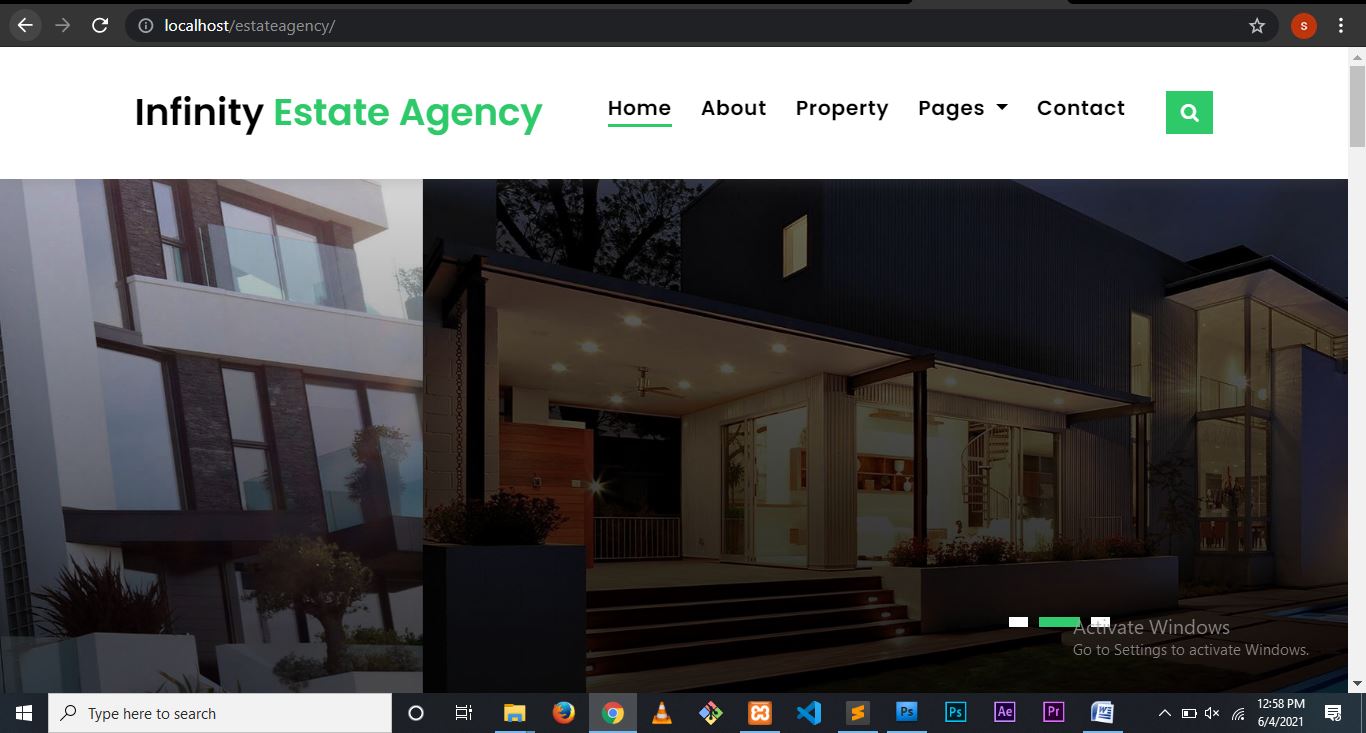 localhost/estateagency/
s
Infinity Estate Agency
Home
About
Property
Pages
Contact
Activate Windows
Go to Settings to activate Windows.
Type here to search
Ps
Ps
Ae
Pr
W
12:58 PM
6/4/2021